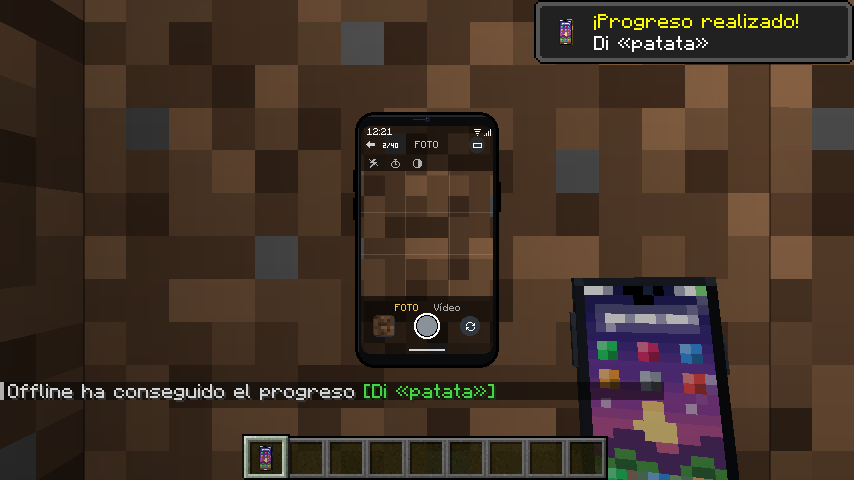 ¡Progreso realizado!
Di «patata»
12:21
2/40 FOTO
FOTO Vídeo
Offline ha conseguido el progreso [Di «patata»]